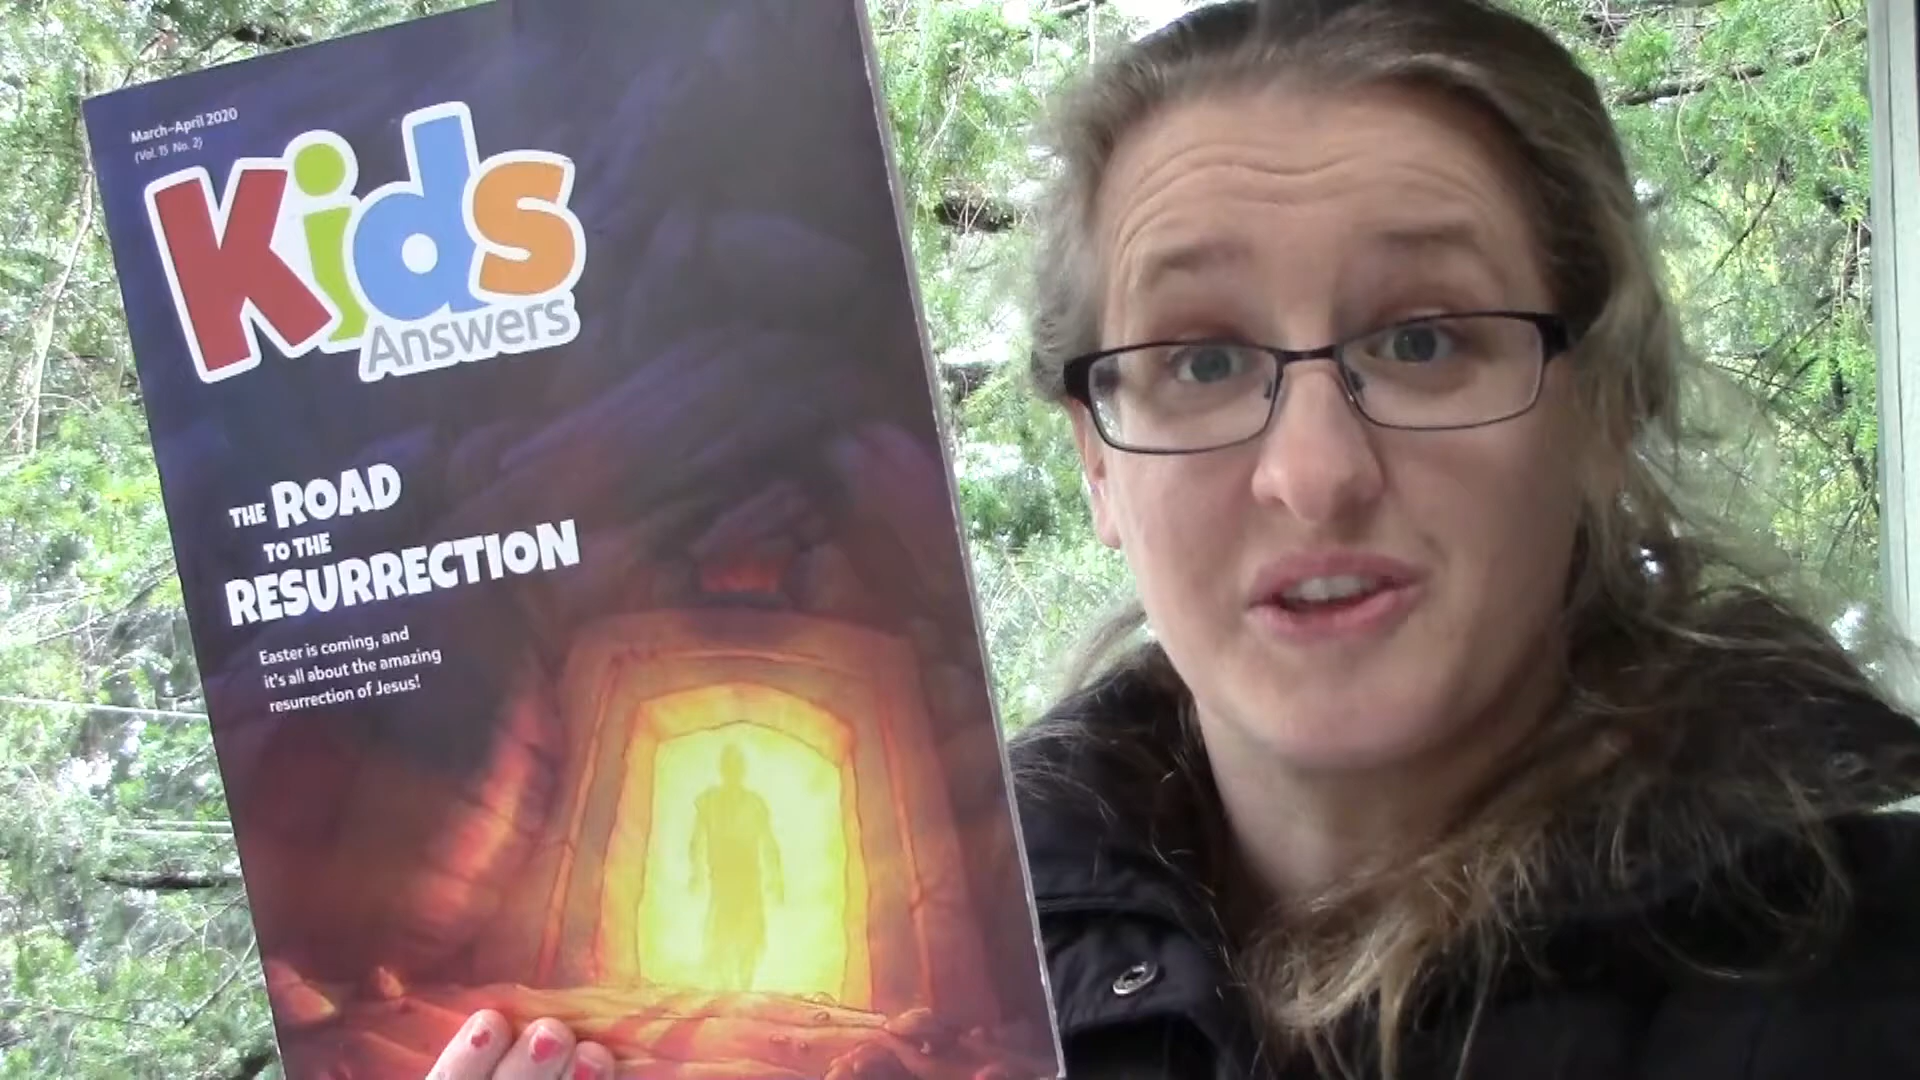 March–April 2020
(Vol. 15 No. 2)
Kids
Answers
THE ROAD
TO THE
RESURRECTION
Easter is coming, and
it's all about the amazing
resurrection of Jesus!